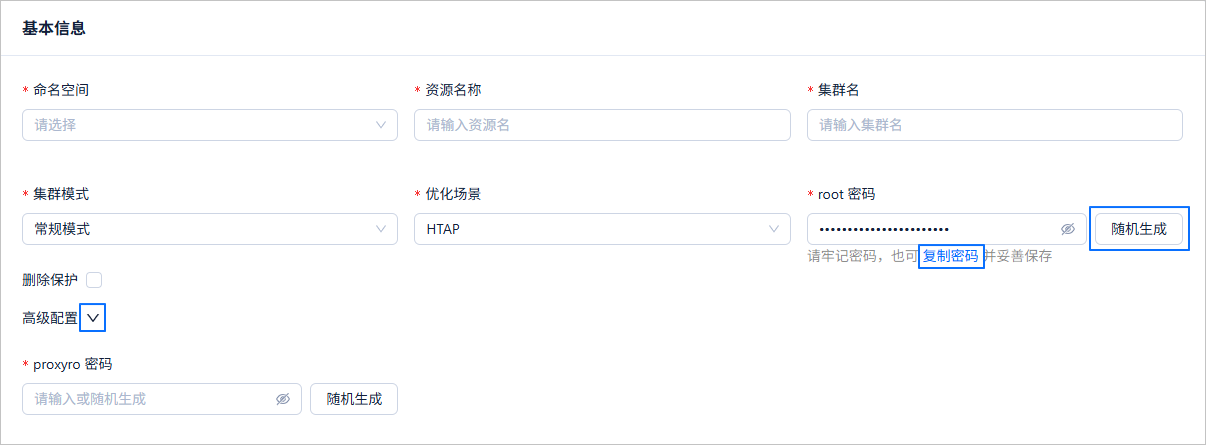 基本信息
* 命名空间
* 资源名称
* 集群名
请选择
请输入资源名
请输入集群名
* 集群模式
* 优化场景
* root 密码
常规模式
HTAP
•••••••••••••••••••••••
随机生成
请牢记密码，也可 复制密码 并妥善保存
删除保护
高级配置
* proxyro 密码
请输入或随机生成
随机生成